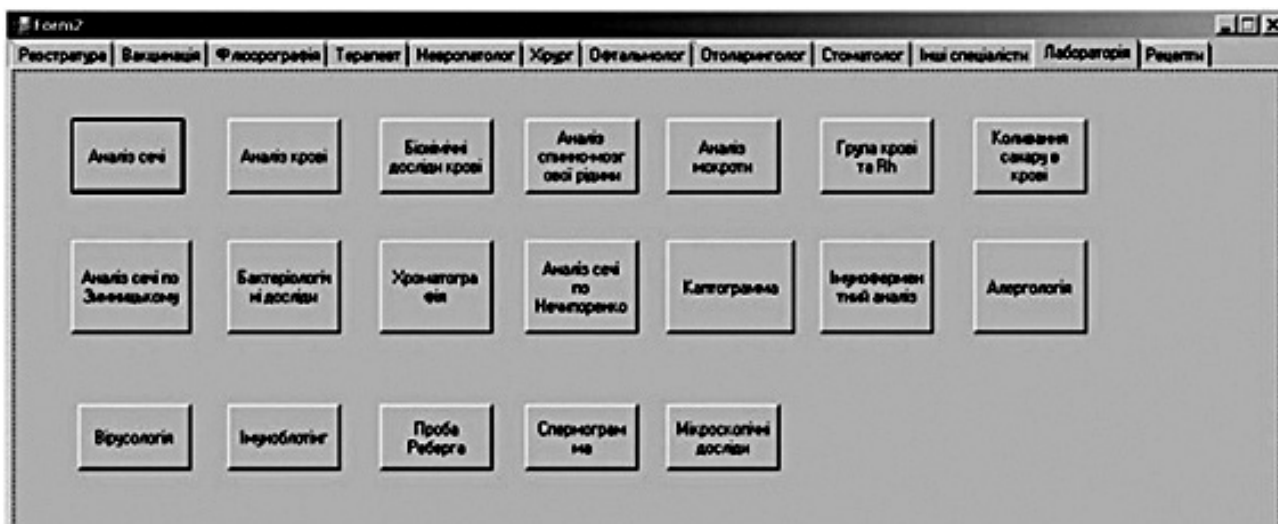 Form2
Реєстратура Вакцинація Флюорографія Терапевт Невропатолог Хірург Офтальмолог Отоларинголог Стоматолог Інші спеціалісти Лабораторія Рецепти
Аналіз сечі
Аналіз крові
Біохімічні
досліди крові
Аналіз
спинно-мозг
ової рідини
Аналіз
мокроти
Група крові
та Rh
Коливання
сахару в
крові
Аналіз сечі по
Зимницькому
Бактеріологіч
ні досліди
Хроматогра
фія
Аналіз сечі
по
Нечипоренко
Каптограмма
Імунофермен
тний аналіз
Алергологія
Вірусологія
Імуноблотінг
Проба
Реберга
Спермограм
ма
Мікроскопічні
досліди